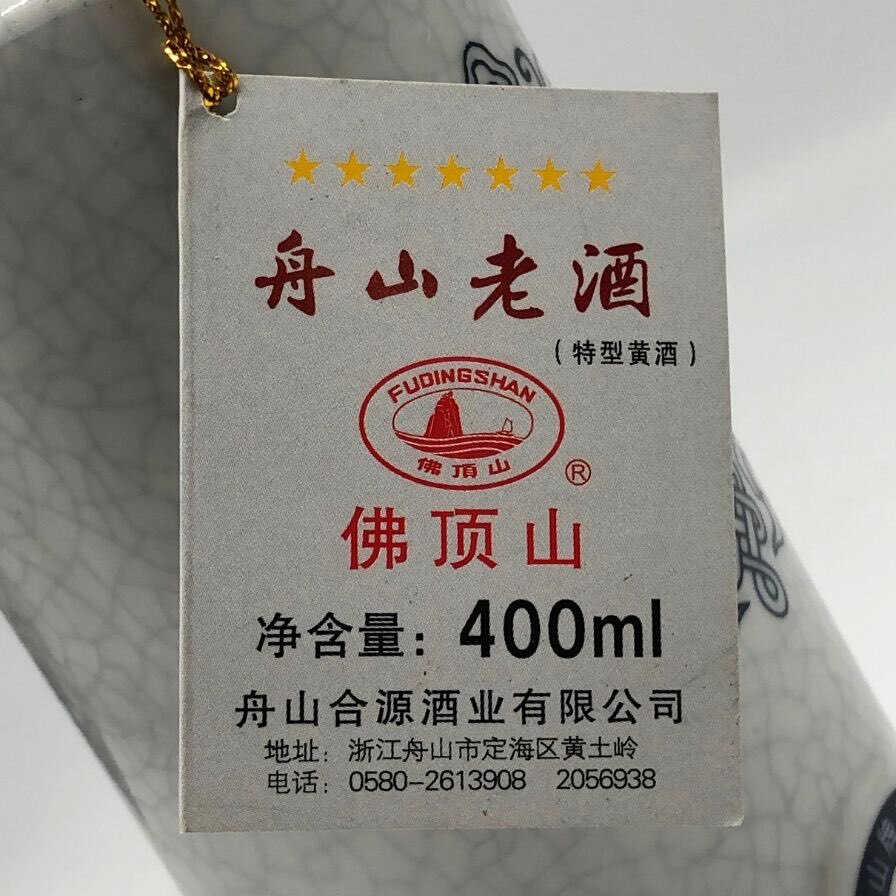 ★★★★★★★
舟山老酒
(特型黄酒)
FUDINGSHAN
佛頂山
®
佛顶山
净含量：400ml
舟山合源酒业有限公司
地址：浙江舟山市定海区黄土岭
电话：0580-2613908 2056938